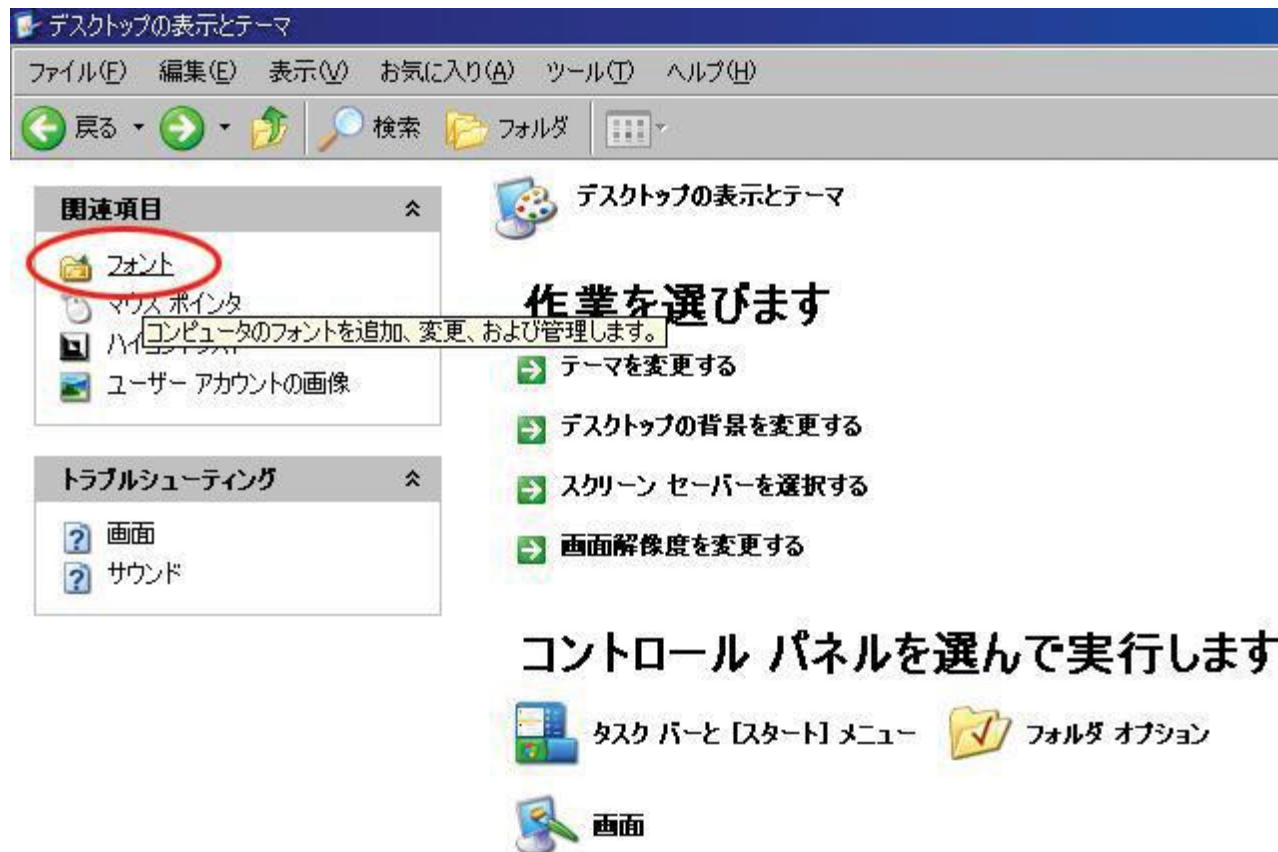 デスクトップの表示とテーマ
ファイル(F) 編集(E) 表示(V) お気に入り(A) ツール(T) ヘルプ(H)
戻る 検索 フォルダ
関連項目
フォント
マウス ポインタ
コンピュータのフォントを追加、変更、および管理します。
ユーザー アカウントの画像
トラブルシューティング
画面
サウンド
デスクトップの表示とテーマ
作業を選びます
テーマを変更する
デスクトップの背景を変更する
スクリーン セーバーを選択する
画面解像度を変更する
コントロール パネルを選んで実行します
タスク バーと [スタート] メニュー フォルダ オプション
画面